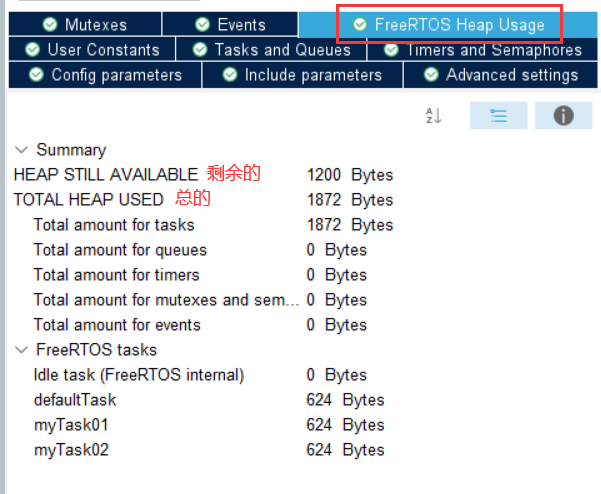 Mutexes Events FreeRTOS Heap Usage
User Constants Tasks and Queues Timers and Semaphores
Config parameters Include parameters Advanced settings
Summary
HEAP STILL AVAILABLE 剩余的 1200 Bytes
TOTAL HEAP USED 总的 1872 Bytes
Total amount for tasks 1872 Bytes
Total amount for queues 0 Bytes
Total amount for timers 0 Bytes
Total amount for mutexes and sem... 0 Bytes
Total amount for events 0 Bytes
FreeRTOS tasks
Idle task (FreeRTOS internal) 0 Bytes
defaultTask 624 Bytes
myTask01 624 Bytes
myTask02 624 Bytes